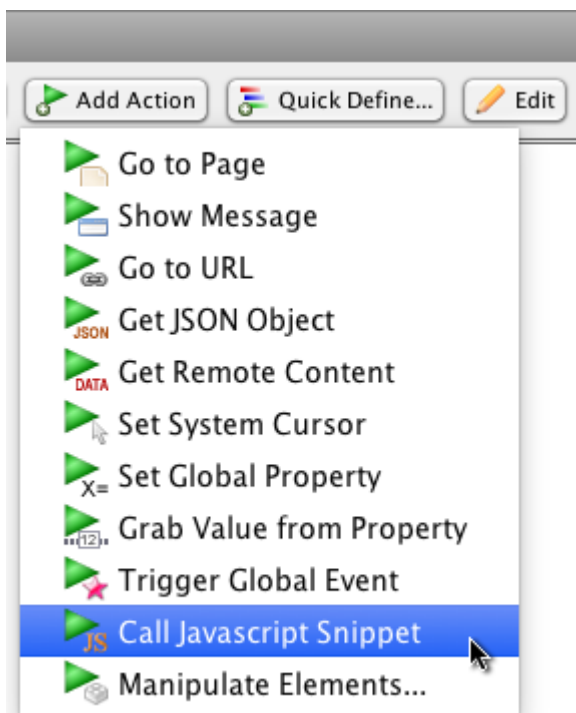 Add Action Quick Define... Edit
Go to Page
Show Message
Go to URL
JSON Get JSON Object
DATA Get Remote Content
Set System Cursor
X= Set Global Property
12 Grab Value from Property
Trigger Global Event
JS Call Javascript Snippet
Manipulate Elements...